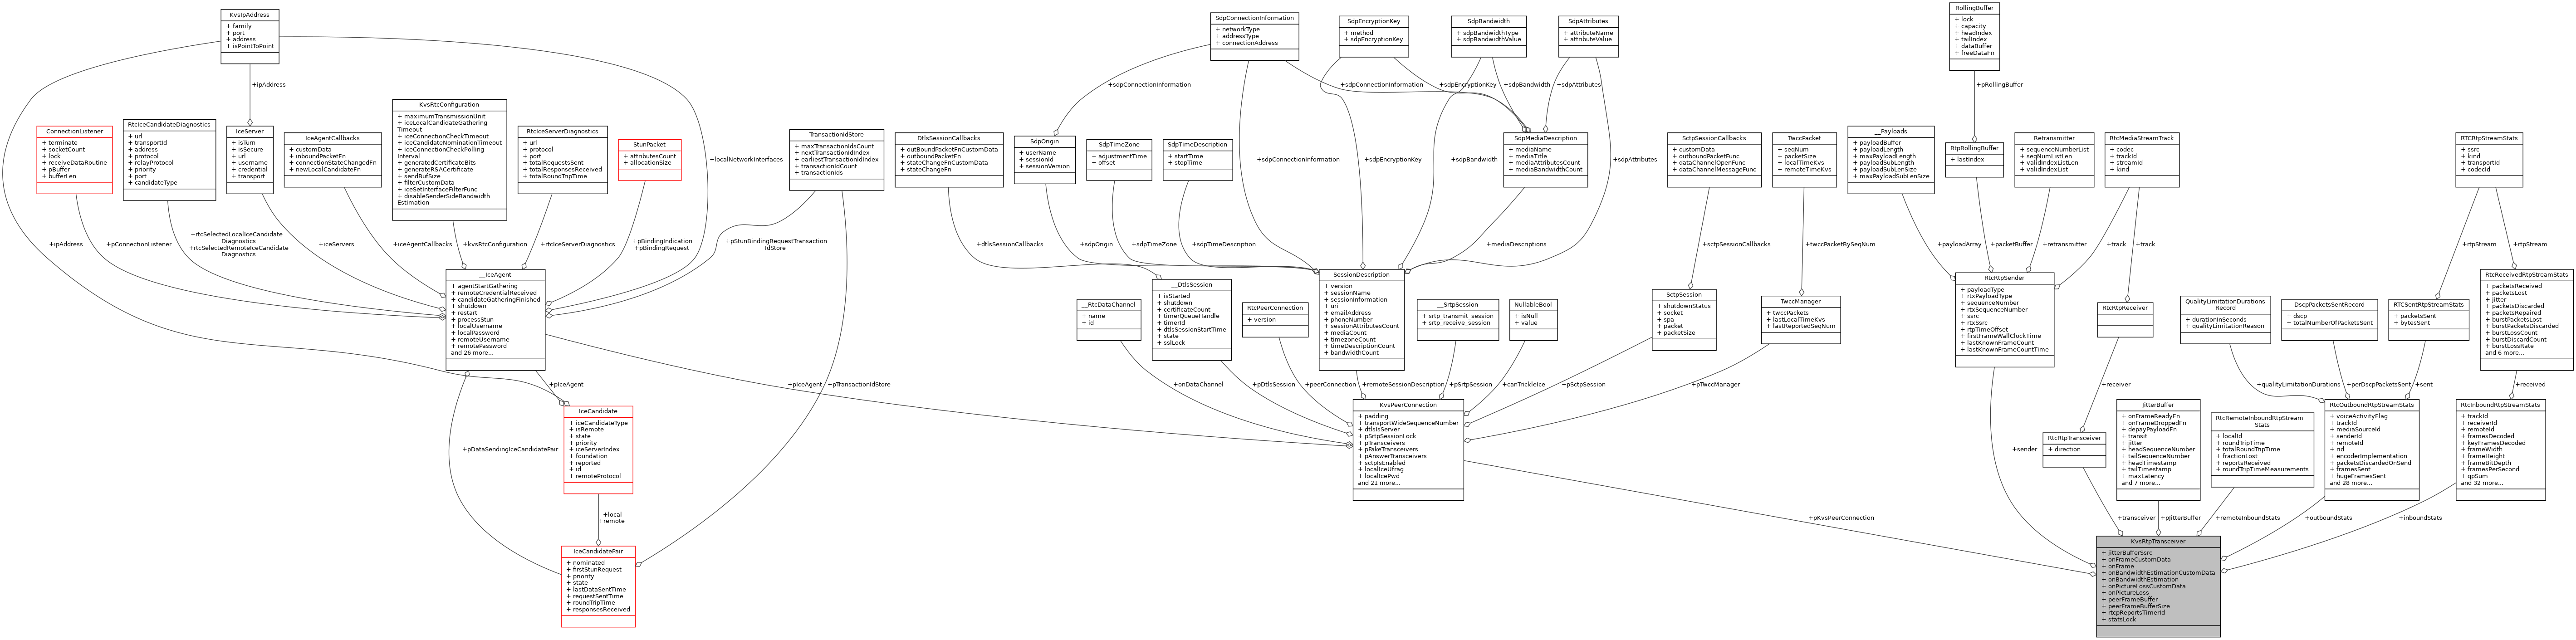 KvsIpAddress
+ family
+ port
+ address
+ isPointToPoint
SdpConnectionInformation
+ networkType
+ addressType
+ connectionAddress
SdpEncryptionKey
+ method
+ sdpEncryptionKey
SdpBandwidth
+ sdpBandwidthType
+ sdpBandwidthValue
SdpAttributes
+ attributeName
+ attributeValue
RollingBuffer
+ lock
+ capacity
+ headIndex
+ tailIndex
+ dataBuffer
+ freeDataFn
+ipAddress
+sdpConnectionInformation
+sdpConnectionInformation
+sdpEncryptionKey
+sdpBandwidth
+sdpAttributes
+pRollingBuffer
ConnectionListener
+ terminate
+ socketCount
+ lock
+ receiveDataRoutine
+ pBuffer
+ bufferLen
RtcIceCandidateDiagnostics
+ url
+ transportId
+ address
+ protocol
+ relayProtocol
+ priority
+ port
+ candidateType
IceServer
+ isTurn
+ isSecure
+ url
+ username
+ credential
+ transport
IceAgentCallbacks
+ customData
+ inboundPacketFn
+ connectionStateChangedFn
+ newLocalCandidateFn
KvsRtcConfiguration
+ maximumTransmissionUnit
+ iceLocalCandidateGathering
Timeout
+ iceConnectionCheckTimeout
+ iceCandidateNominationTimeout
+ iceConnectionCheckPolling
Interval
+ generatedCertificateBits
+ generateRSACertificate
+ sendBufSize
+ filterCustomData
+ iceSetInterfaceFilterFunc
+ disableSenderSideBandwidth
Estimation
RtcIceServerDiagnostics
+ url
+ protocol
+ port
+ totalRequestsSent
+ totalResponsesReceived
+ totalRoundTripTime
StunPacket
+ attributesCount
+ allocationSize
+localNetworkInterfaces
TransactionIdStore
+ maxTransactionIdsCount
+ nextTransactionIdIndex
+ earliestTransactionIdIndex
+ transactionIdCount
+ transactionIds
DtlsSessionCallbacks
+ outBoundPacketFnCustomData
+ outboundPacketFn
+ stateChangeFnCustomData
+ stateChangeFn
SdpOrigin
+ userName
+ sessionId
+ sessionVersion
SdpTimeZone
+ adjustmentTime
+ offset
SdpTimeDescription
+ startTime
+ stopTime
+sdpConnectionInformation
+sdpEncryptionKey
+sdpBandwidth
SdpMediaDescription
+ mediaName
+ mediaTitle
+ mediaAttributesCount
+ mediaBandwidthCount
+sdpAttributes
SctpSessionCallbacks
+ customData
+ outboundPacketFunc
+ dataChannelOpenFunc
+ dataChannelMessageFunc
TwccPacket
+ seqNum
+ packetSize
+ localTimeKvs
+ remoteTimeKvs
__Payloads
+ payloadBuffer
+ payloadLength
+ maxPayloadLength
+ payloadSubLength
+ payloadSubLenSize
+ maxPayloadSubLenSize
RtpRollingBuffer
+ lastIndex
Retransmitter
+ sequenceNumberList
+ seqNumListLen
+ validIndexListLen
+ validIndexList
RtcMediaStreamTrack
+ codec
+ trackId
+ streamId
+ kind
RTCRtpStreamStats
+ ssrc
+ kind
+ transportId
+ codecId
+ipAddress
+pConnectionListener
+rtcSelectedLocalIceCandidate
Diagnostics
+rtcSelectedRemoteIceCandidate
Diagnostics
+iceServers
+iceAgentCallbacks
+kvsRtcConfiguration
+rtcIceServerDiagnostics
+pBindingIndication
+pBindingRequest
+pStunBindingRequestTransaction
IdStore
+dtlsSessionCallbacks
+sdpOrigin
+sdpTimeZone
+sdpTimeDescription
+mediaDescriptions
+sctpSessionCallbacks
+twccPacketBySeqNum
+payloadArray
+packetBuffer
+retransmitter
+track
+track
+rtpStream
+rtpStream
__IceAgent
+ agentStartGathering
+ remoteCredentialReceived
+ candidateGatheringFinished
+ shutdown
+ restart
+ processStun
+ localUsername
+ localPassword
+ remoteUsername
+ remotePassword
and 26 more...
__RtcDataChannel
+ name
+ id
__DtlsSession
+ isStarted
+ shutdown
+ certificateCount
+ timerQueueHandle
+ timerId
+ dtlsSessionStartTime
+ state
+ sslLock
RtcPeerConnection
+ version
SessionDescription
+ version
+ sessionName
+ sessionInformation
+ uri
+ emailAddress
+ phoneNumber
+ sessionAttributesCount
+ mediaCount
+ timezoneCount
+ timeDescriptionCount
+ bandwidthCount
__SrtpSession
+ srtp_transmit_session
+ srtp_receive_session
NullableBool
+ isNull
+ value
SctpSession
+ shutdownStatus
+ socket
+ spa
+ packet
+ packetSize
TwccManager
+ twccPackets
+ lastLocalTimeKvs
+ lastReportedSeqNum
RtcRtpSender
+ payloadType
+ rtxPayloadType
+ sequenceNumber
+ rtxSequenceNumber
+ ssrc
+ rtxSsrc
+ rtpTimeOffset
+ firstFrameWallClockTime
+ lastKnownFrameCount
+ lastKnownFrameCountTime
RtcRtpReceiver
QualityLimitationDurations
Record
+ durationInSeconds
+ qualityLimitationReason
DscpPacketsSentRecord
+ dscp
+ totalNumberOfPacketsSent
RTCSentRtpStreamStats
+ packetsSent
+ bytesSent
RtcReceivedRtpStreamStats
+ packetsReceived
+ packetsLost
+ jitter
+ packetsDiscarded
+ packetsRepaired
+ burstPacketsLost
+ burstPacketsDiscarded
+ burstLossCount
+ burstDiscardCount
+ burstLossRate
and 6 more...
+pIceAgent
+pIceAgent
+pTransactionIdStore
+onDataChannel
+pDtlsSession
+peerConnection
+remoteSessionDescription
+pSrtpSession
+canTrickleIce
+pSctpSession
+pTwccManager
+receiver
+qualityLimitationDurations
+perDscpPacketsSent
+sent
+received
IceCandidate
+ iceCandidateType
+ isRemote
+ state
+ priority
+ iceServerIndex
+ foundation
+ reported
+ id
+ remoteProtocol
+pDataSendingIceCandidatePair
KvsPeerConnection
+ padding
+ transportWideSequenceNumber
+ dtlsIsServer
+ pSrtpSessionLock
+ pTransceivers
+ pFakeTransceivers
+ pAnswerTransceivers
+ sctpIsEnabled
+ localIceUfrag
+ localIcePwd
and 21 more...
+sender
RtcRtpTransceiver
+ direction
JitterBuffer
+ onFrameReadyFn
+ onFrameDroppedFn
+ depayPayloadFn
+ transit
+ jitter
+ headSequenceNumber
+ tailSequenceNumber
+ headTimestamp
+ tailTimestamp
+ maxLatency
and 7 more...
RtcRemoteInboundRtpStream
Stats
+ localId
+ roundTripTime
+ totalRoundTripTime
+ fractionLost
+ reportsReceived
+ roundTripTimeMeasurements
RtcOutboundRtpStreamStats
+ voiceActivityFlag
+ trackId
+ mediaSourceId
+ senderId
+ remoteId
+ rid
+ encoderImplementation
+ packetsDiscardedOnSend
+ framesSent
+ hugeFramesSent
and 28 more...
RtcInboundRtpStreamStats
+ trackId
+ receiverId
+ remoteId
+ framesDecoded
+ keyFramesDecoded
+ frameWidth
+ frameHeight
+ frameBitDepth
+ framesPerSecond
+ qpSum
and 32 more...
+local
+remote
+pKvsPeerConnection
+transceiver
+pJitterBuffer
+remoteInboundStats
+outboundStats
+inboundStats
IceCandidatePair
+ nominated
+ firstStunRequest
+ priority
+ state
+ lastDataSentTime
+ requestSentTime
+ roundTripTime
+ responsesReceived
KvsRtpTransceiver
+ jitterBufferSsrc
+ onFrameCustomData
+ onFrame
+ onBandwidthEstimationCustomData
+ onBandwidthEstimation
+ onPictureLossCustomData
+ onPictureLoss
+ peerFrameBuffer
+ peerFrameBufferSize
+ rtcpReportsTimerId
+ statsLock